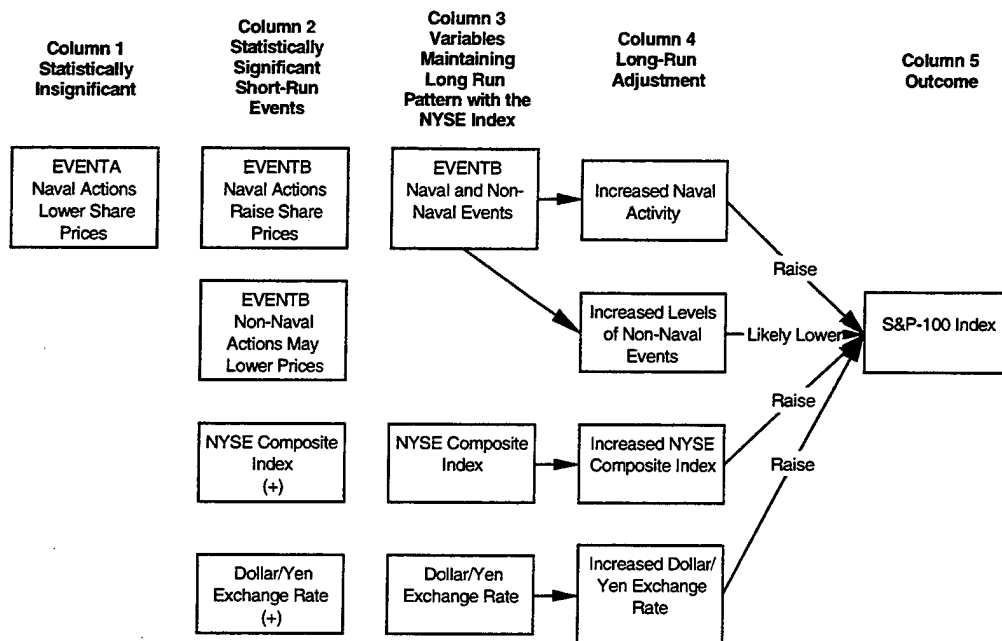 Column 1
Statistically
Insignificant
Column 2
Statistically
Significant
Short-Run
Events
Column 3
Variables
Maintaining
Long Run
Pattern with the
NYSE Index
Column 4
Long-Run
Adjustment
Column 5
Outcome
EVENTA
Naval Actions
Lower Share
Prices
EVENTB
Naval Actions
Raise Share
Prices
EVENTB
Naval and Non-
Naval Events
Increased Naval
Activity
Raise
EVENTB
Non-Naval
Actions May
Lower Prices
Increased Levels
of Non-Naval
Events
Likely Lower
S&P-100 Index
Raise
NYSE Composite
Index
(+)
NYSE Composite
Index
Increased NYSE
Composite Index
Raise
Dollar/Yen
Exchange Rate
(+)
Dollar/Yen
Exchange Rate
Increased Dollar/
Yen Exchange
Rate